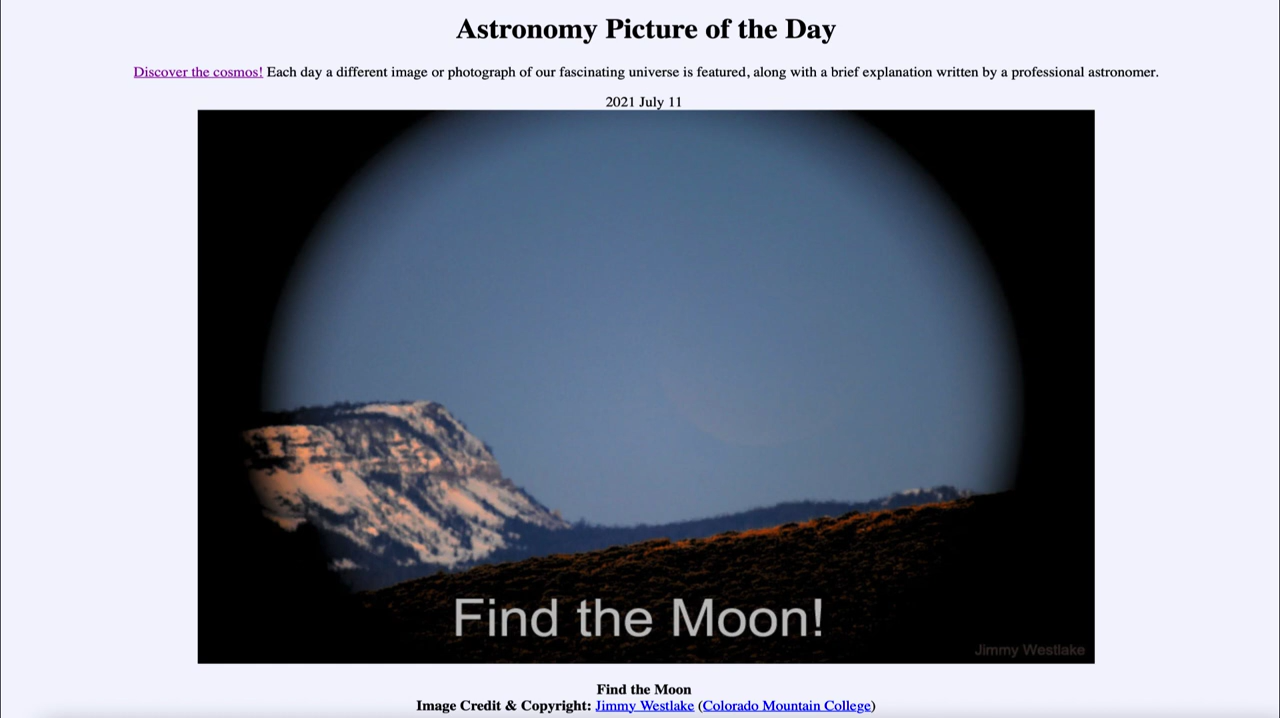 Astronomy Picture of the Day
Discover the cosmos! Each day a different image or photograph of our fascinating universe is featured, along with a brief explanation written by a professional astronomer.
2021 July 11
Find the Moon!
Jimmy Westlake
Find the Moon
Image Credit & Copyright: Jimmy Westlake (Colorado Mountain College)